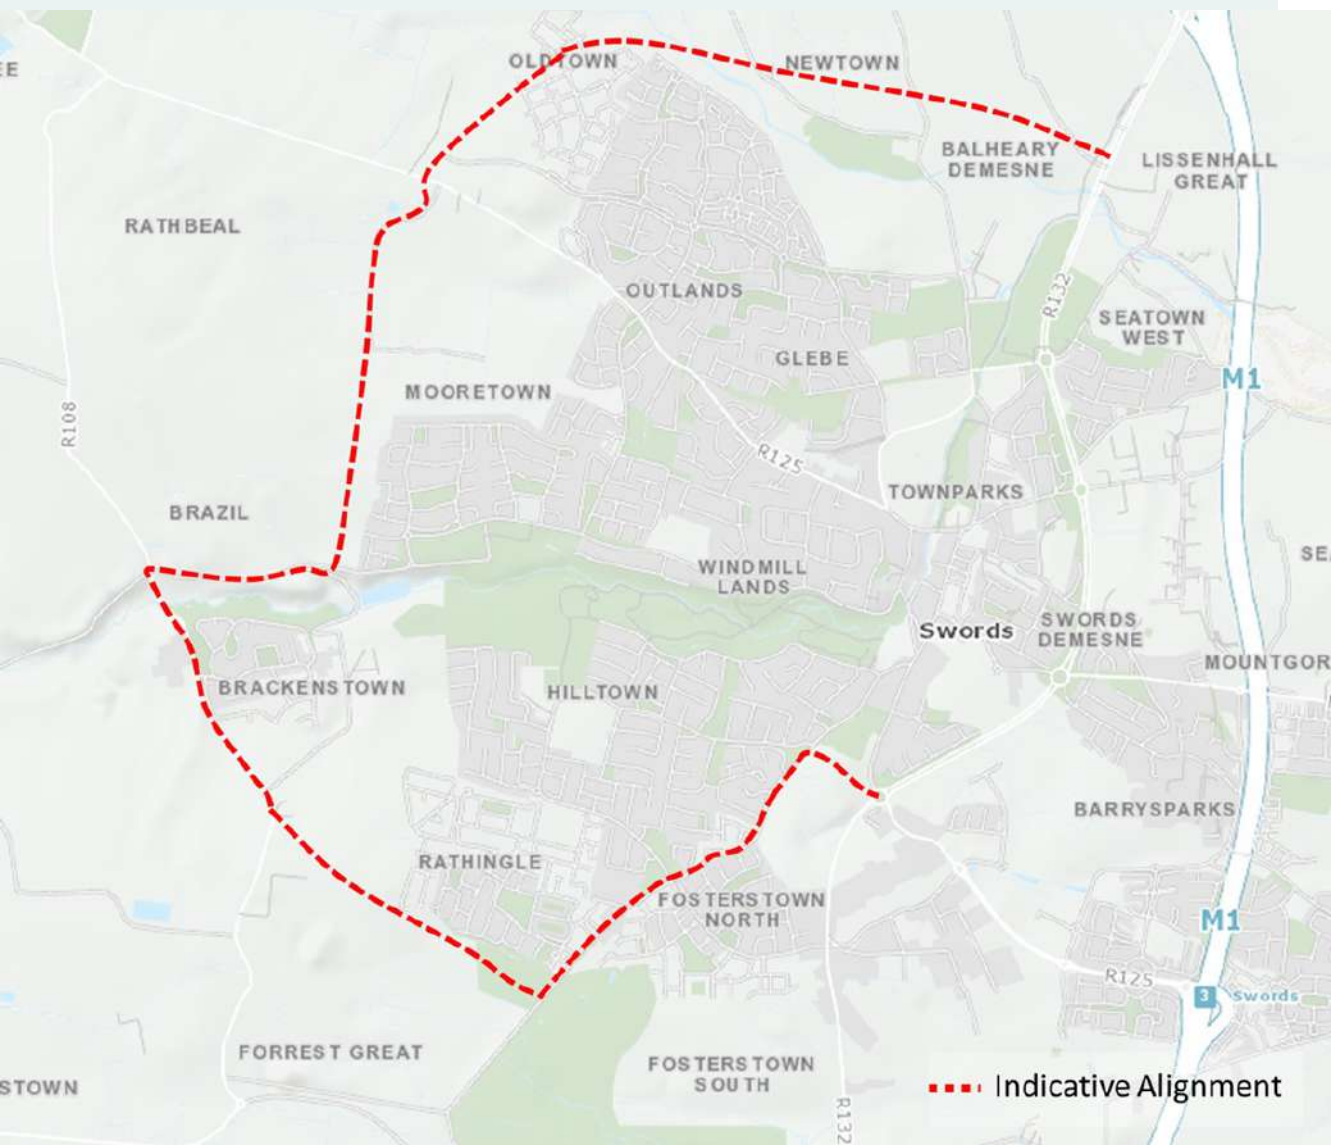 OLDTOWN
NEWTOWN
EE
BALHEARY
DEMESNE
LISSENHALL
GREAT
RATHBEAL
OUTLANDS
R132
SEATOWN
WEST
GLEBE
M1
MOORETOWN
R108
R125
TOWNPARKS
BRAZIL
WINDMILL
LANDS
SE
Swords
SWORDS
DEMESNE
MOUNTGOR
BRACKENSTOWN
HILLTOWN
BARRYSPARKS
RATHINGLE
FOSTERSTOWN
NORTH
M1
R125
3 Swords
FORREST GREAT
FOSTERSTOWN
SOUTH
STOWN
R132
Indicative Alignment